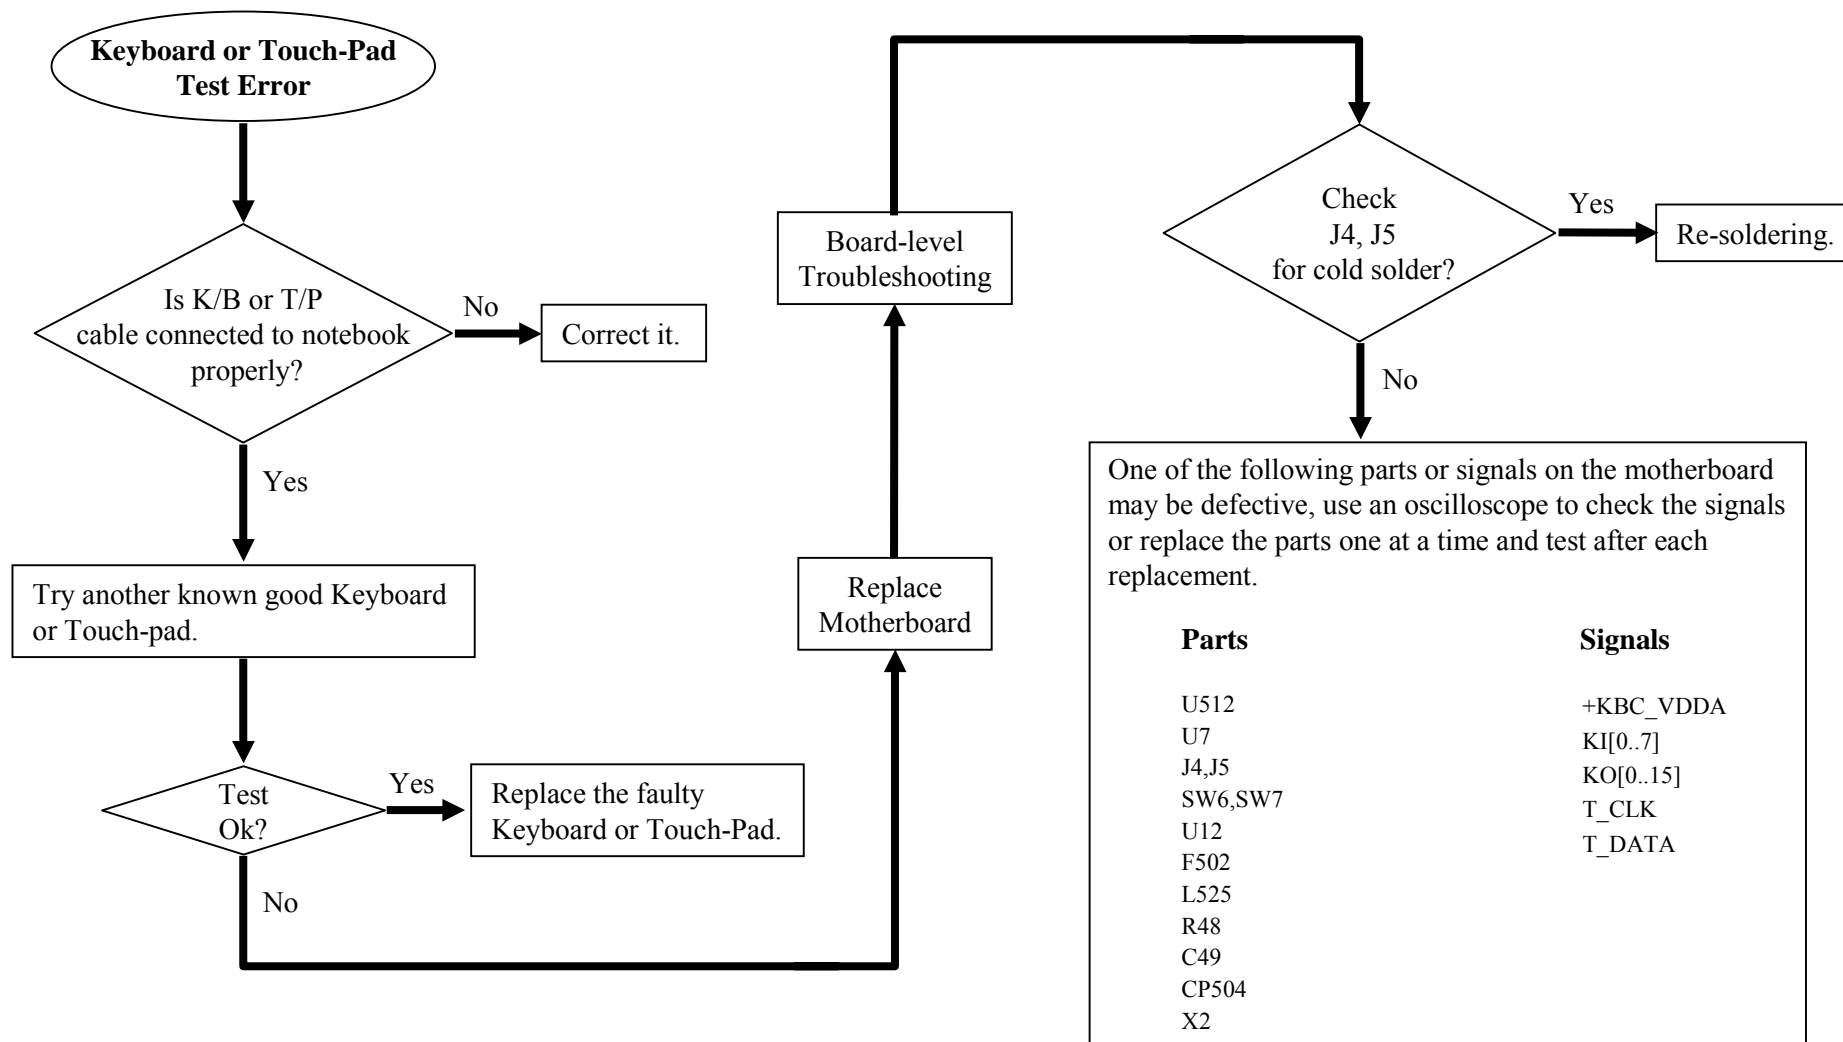 Keyboard or Touch-Pad
Test Error
Is K/B or T/P
cable connected to notebook
properly?
No
Correct it.
Yes
Try another known good Keyboard
or Touch-pad.
Test
Ok?
Yes
Replace the faulty
Keyboard or Touch-Pad.
No
Replace
Motherboard
Board-level
Troubleshooting
Check
J4, J5
for cold solder?
Yes
Re-soldering.
No
One of the following parts or signals on the motherboard
may be defective, use an oscilloscope to check the signals
or replace the parts one at a time and test after each
replacement.
Parts
U512
U7
J4,J5
SW6,SW7
U12
F502
L525
R48
C49
CP504
X2
Signals
+KBC_VDDA
KI[0..7]
KO[0..15]
T_CLK
T_DATA